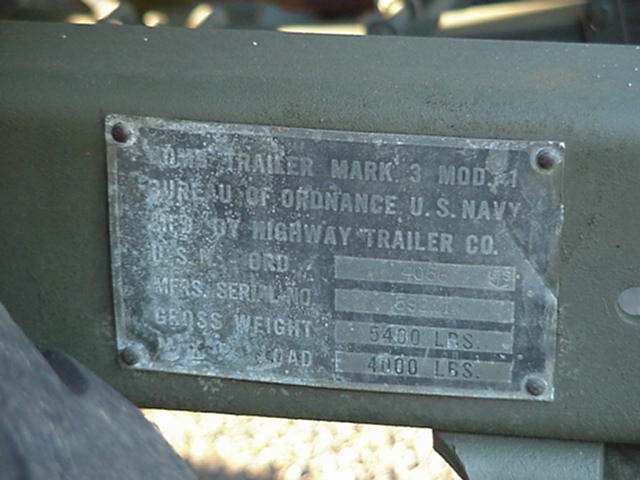 BOMB TRAILER MARK 3 MOD. 1
BUREAU OF ORDNANCE U.S. NAVY
BY HIGHWAY TRAILER CO.
ORD.
MFRS. SERIAL NO.
GROSS WEIGHT 5400 LBS.
LOAD 4000 LBS.